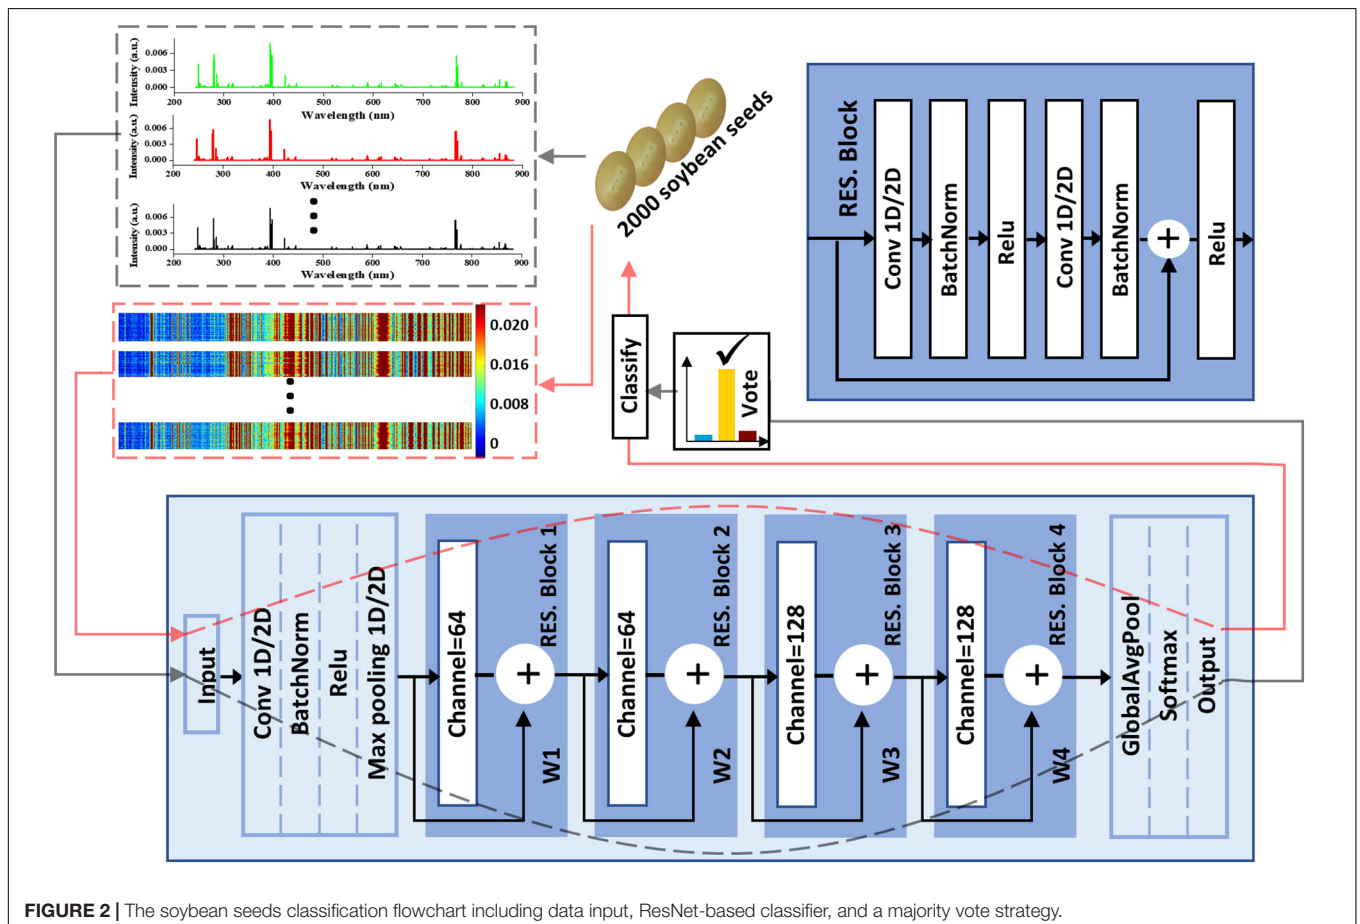 Intensity (a.u.)
0.006
0.003
0.000
200 300 400 500 600 700 800 900
Wavelength (nm)
Intensity (a.u.)
0.006
0.003
0.000
200 300 400 500 600 700 800 900
Wavelength (nm)
Intensity (a.u.)
0.006
0.003
0.000
200 300 400 500 600 700 800 900
Wavelength (nm)
0.020
0.016
0.008
0
2000 soybean seeds
Classify
Vote
RES. Block
Conv 1D/2D
BatchNorm
Relu
Conv 1D/2D
BatchNorm
+
Relu
Input
Conv 1D/2D
BatchNorm
Relu
Max pooling 1D/2D
Channel=64
+
RES. Block 1
W1
Channel=64
+
RES. Block 2
W2
Channel=128
+
RES. Block 3
W3
Channel=128
+
RES. Block 4
W4
GlobalAvgPool
Softmax
Output
FIGURE 2 | The soybean seeds classification flowchart including data input, ResNet-based classifier, and a majority vote strategy.